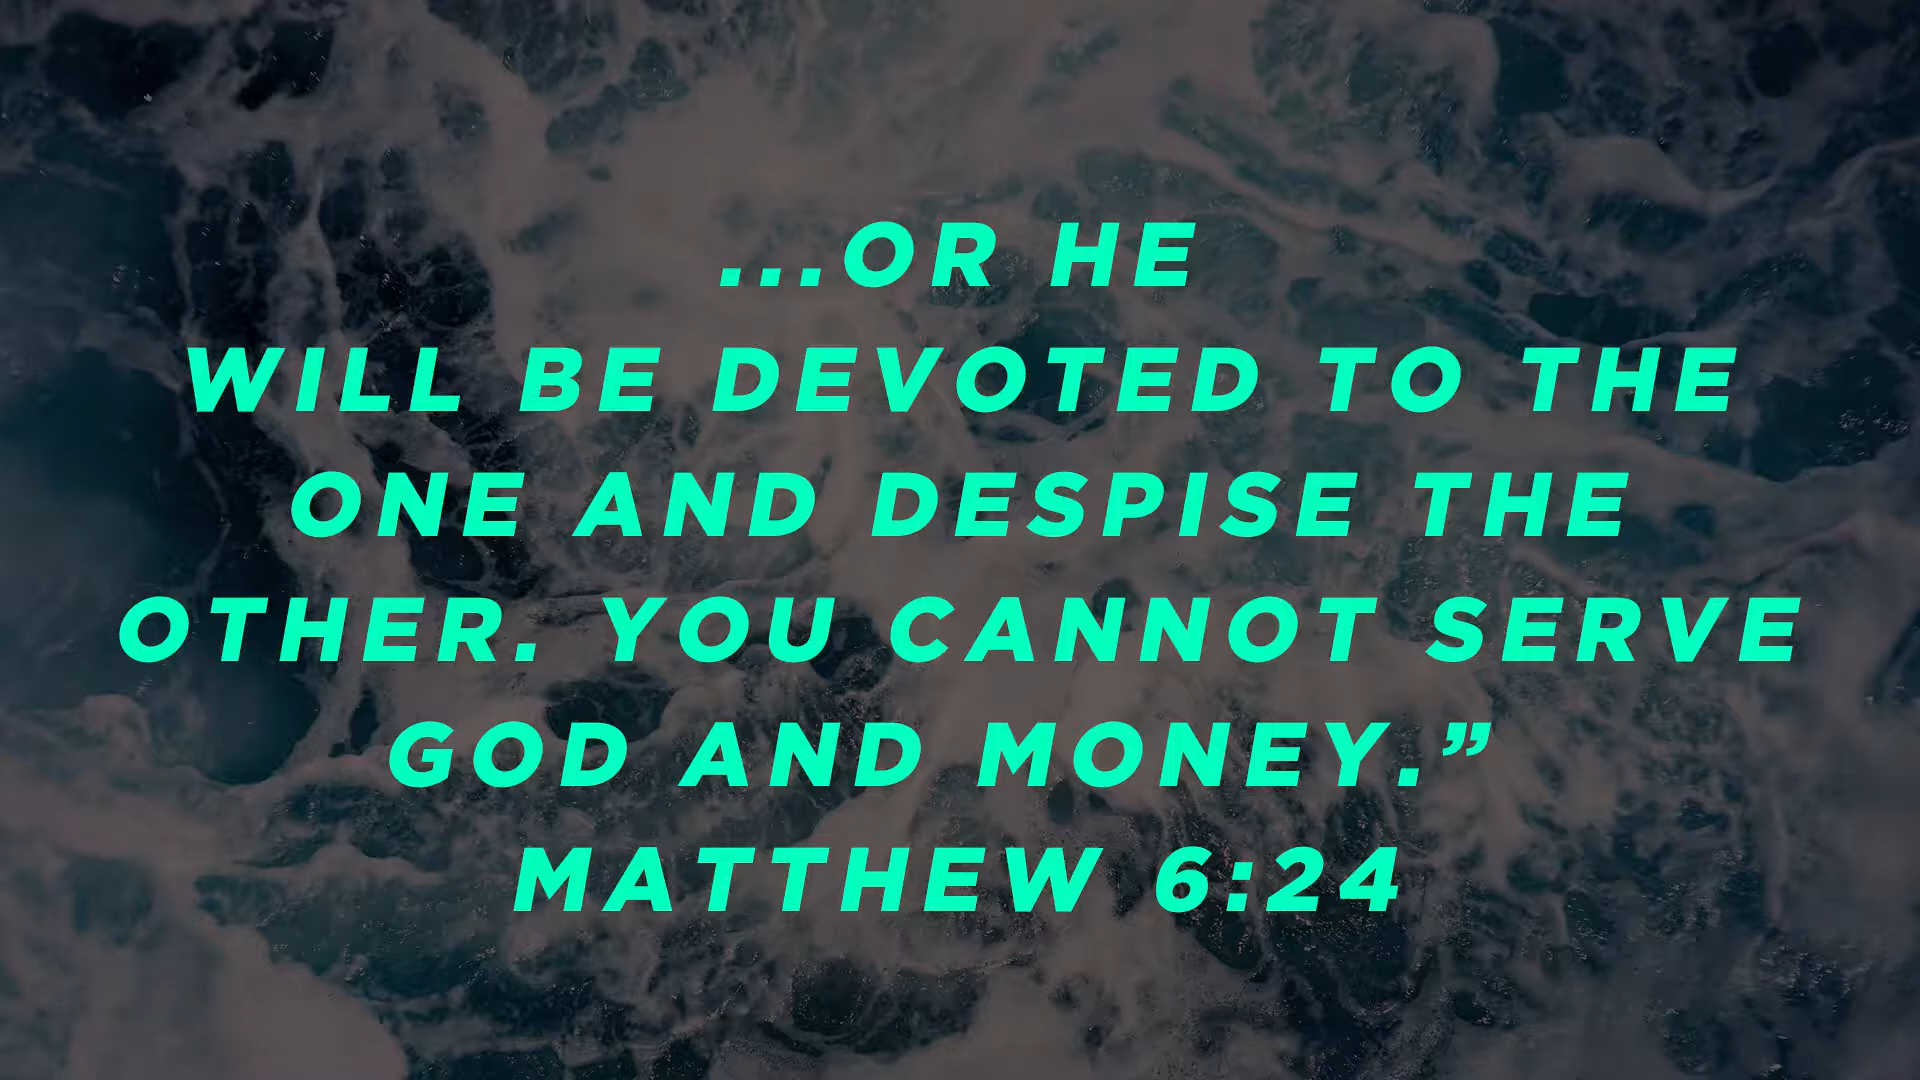 ...OR HE
WILL BE DEVOTED TO THE
ONE AND DESPISE THE
OTHER. YOU CANNOT SERVE
GOD AND MONEY.”
MATTHEW 6:24